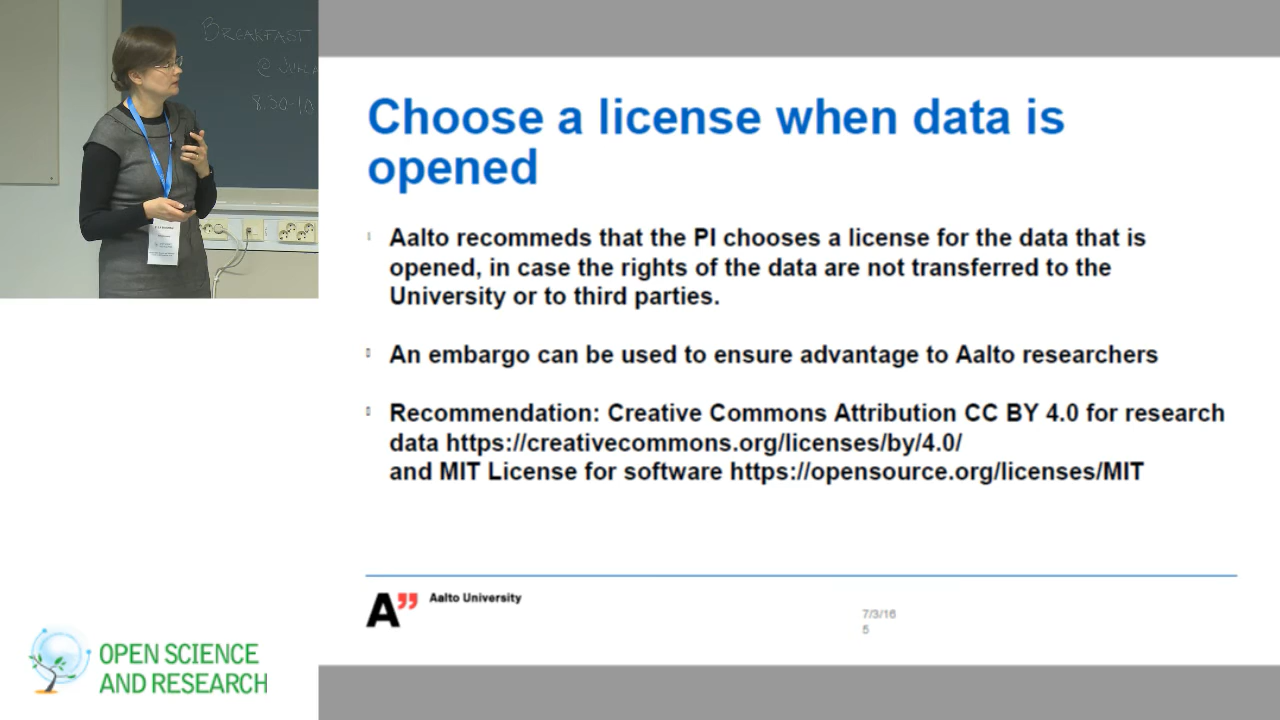 BREAKFAST
@
8.30-10
Choose a license when data is
opened
Aalto recommeds that the PI chooses a license for the data that is
opened, in case the rights of the data are not transferred to the
University or to third parties.
An embargo can be used to ensure advantage to Aalto researchers
Recommendation: Creative Commons Attribution CC BY 4.0 for research
data https://creativecommons.org/licenses/by/4.0/
and MIT License for software https://opensource.org/licenses/MIT
A”
Aalto University
7/3/16
5
OPEN SCIENCE
AND RESEARCH